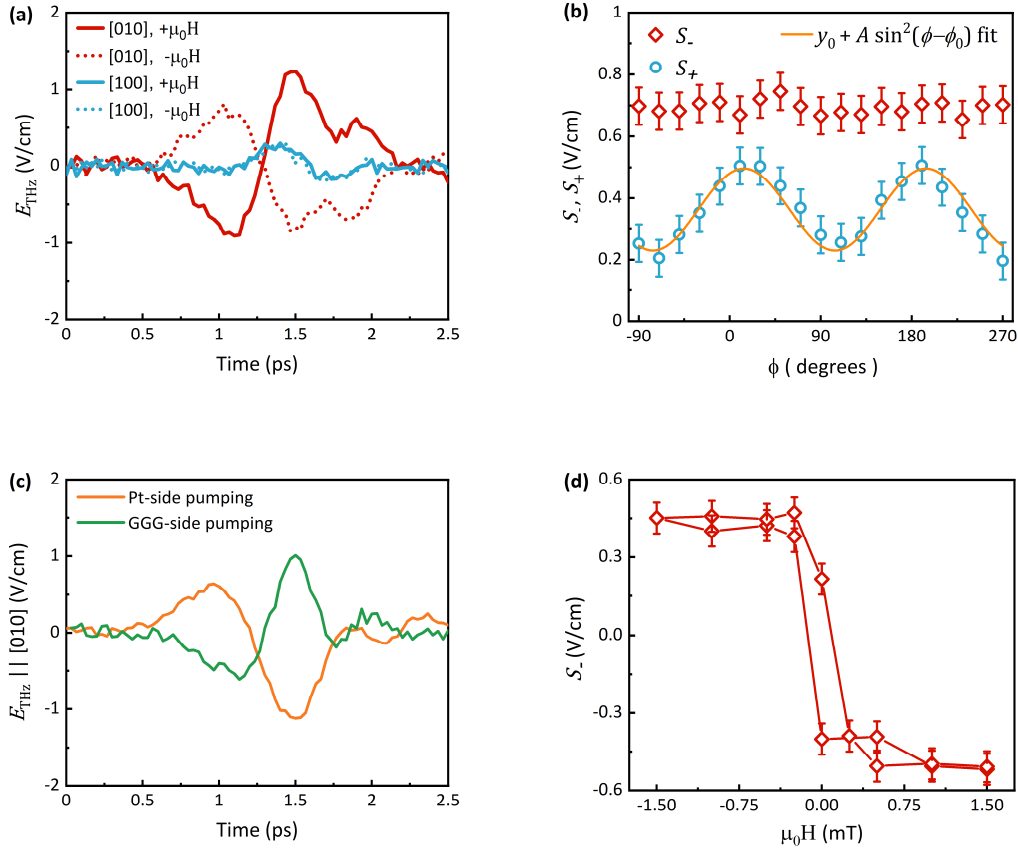 (a)
[010], +μ₀H
[010], -μ₀H
[100], +μ₀H
[100], -μ₀H
E_THz (V/cm)
2
1
0
-1
-2
0 0.5 1 1.5 2 2.5
Time (ps)
(b)
S₋
S₊
y₀ + A sin²(ϕ−ϕ₀) fit
S₋, S₊ (V/cm)
1
0.8
0.6
0.4
0.2
0
-90 0 90 180 270
ϕ ( degrees )
(c)
Pt-side pumping
GGG-side pumping
E_THz || [010] (V/cm)
2
1
0
-1
-2
0 0.5 1 1.5 2 2.5
Time (ps)
(d)
S₋ (V/cm)
0.6
0.3
0.0
-0.3
-0.6
-1.50 -0.75 0.00 0.75 1.50
μ₀H (mT)